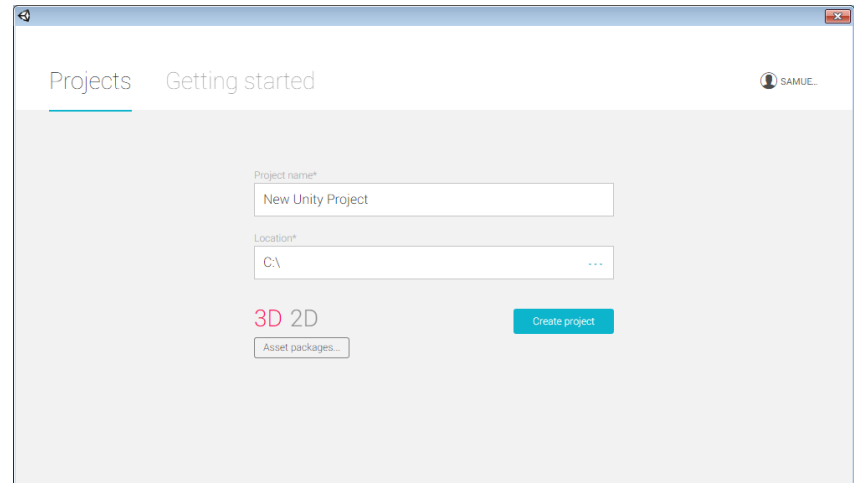 Projects Getting started SAMUE...
Project name*
New Unity Project
Location*
C:\ ...
3D 2D Create project
Asset packages...